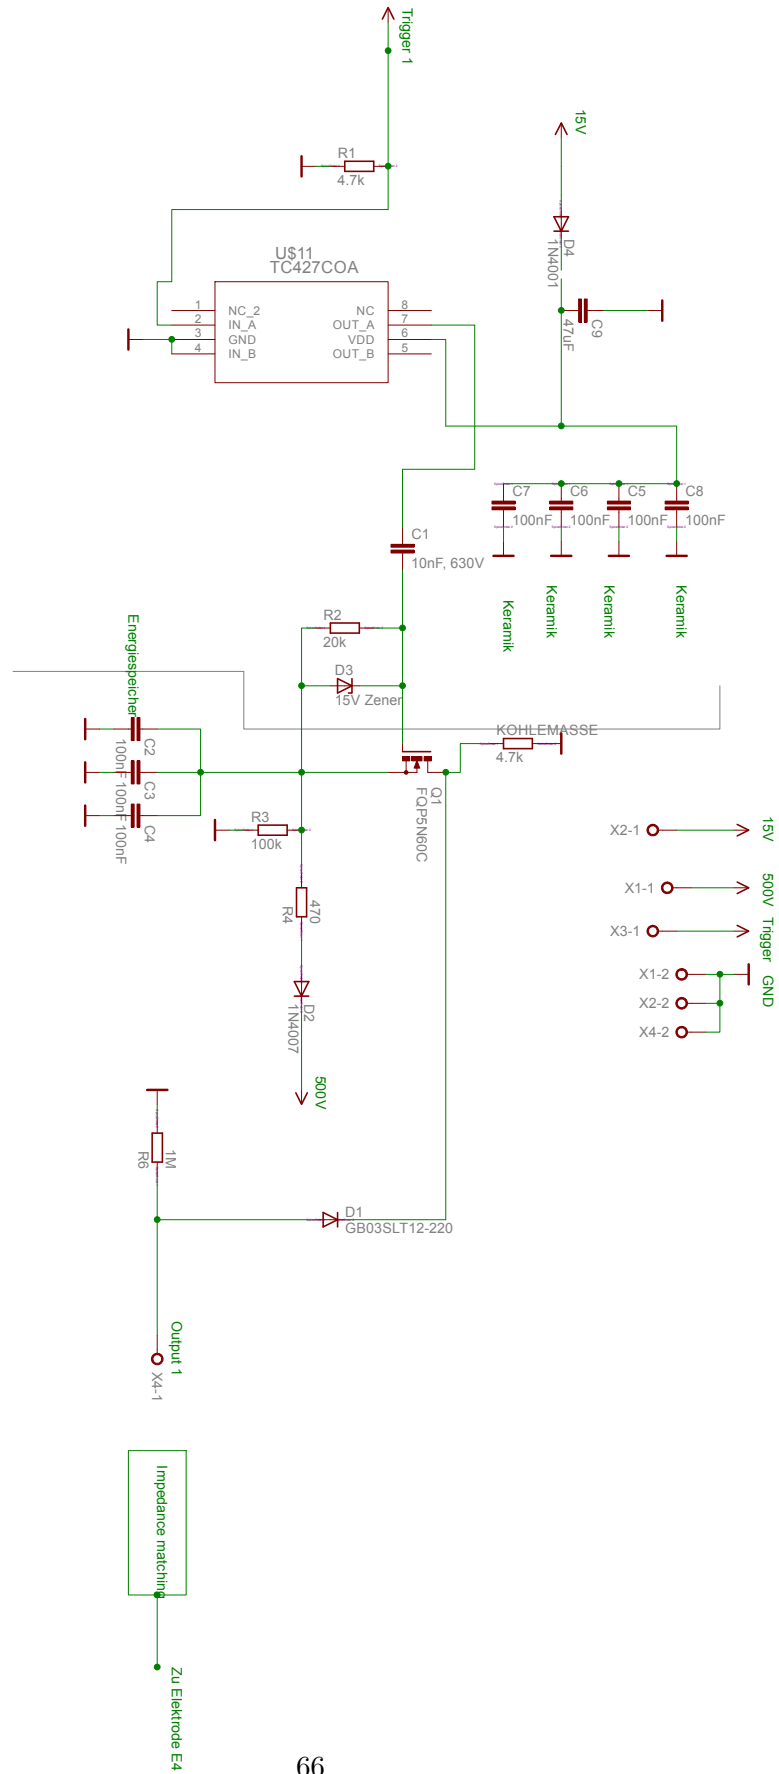 Trigger 1
15V
R1
4.7k
D4
1N4001
U$11
TC427COA
1
NC_2
NC
8
2
IN_A
OUT_A
7
3
GND
VDD
6
4
IN_B
OUT_B
5
C9
47uF
C7
100nF
C6
100nF
C5
100nF
C8
100nF
C1
10nF, 630V
Keramik
Keramik
Keramik
Keramik
R2
20k
Energiespeicher
D3
15V Zener
KOHLEMASSE
4.7k
C2
100nF
C3
100nF
C4
100nF
Q1
FQP5N60C
R3
100k
X2-1
15V
470
R4
X1-1
500V
X3-1
Trigger
X1-2
GND
X2-2
X4-2
D2
1N4007
500V
1M
R6
D1
GB03SLT12-220
Output 1
X4-1
Impedance matching
Zu Elektrode E4
66